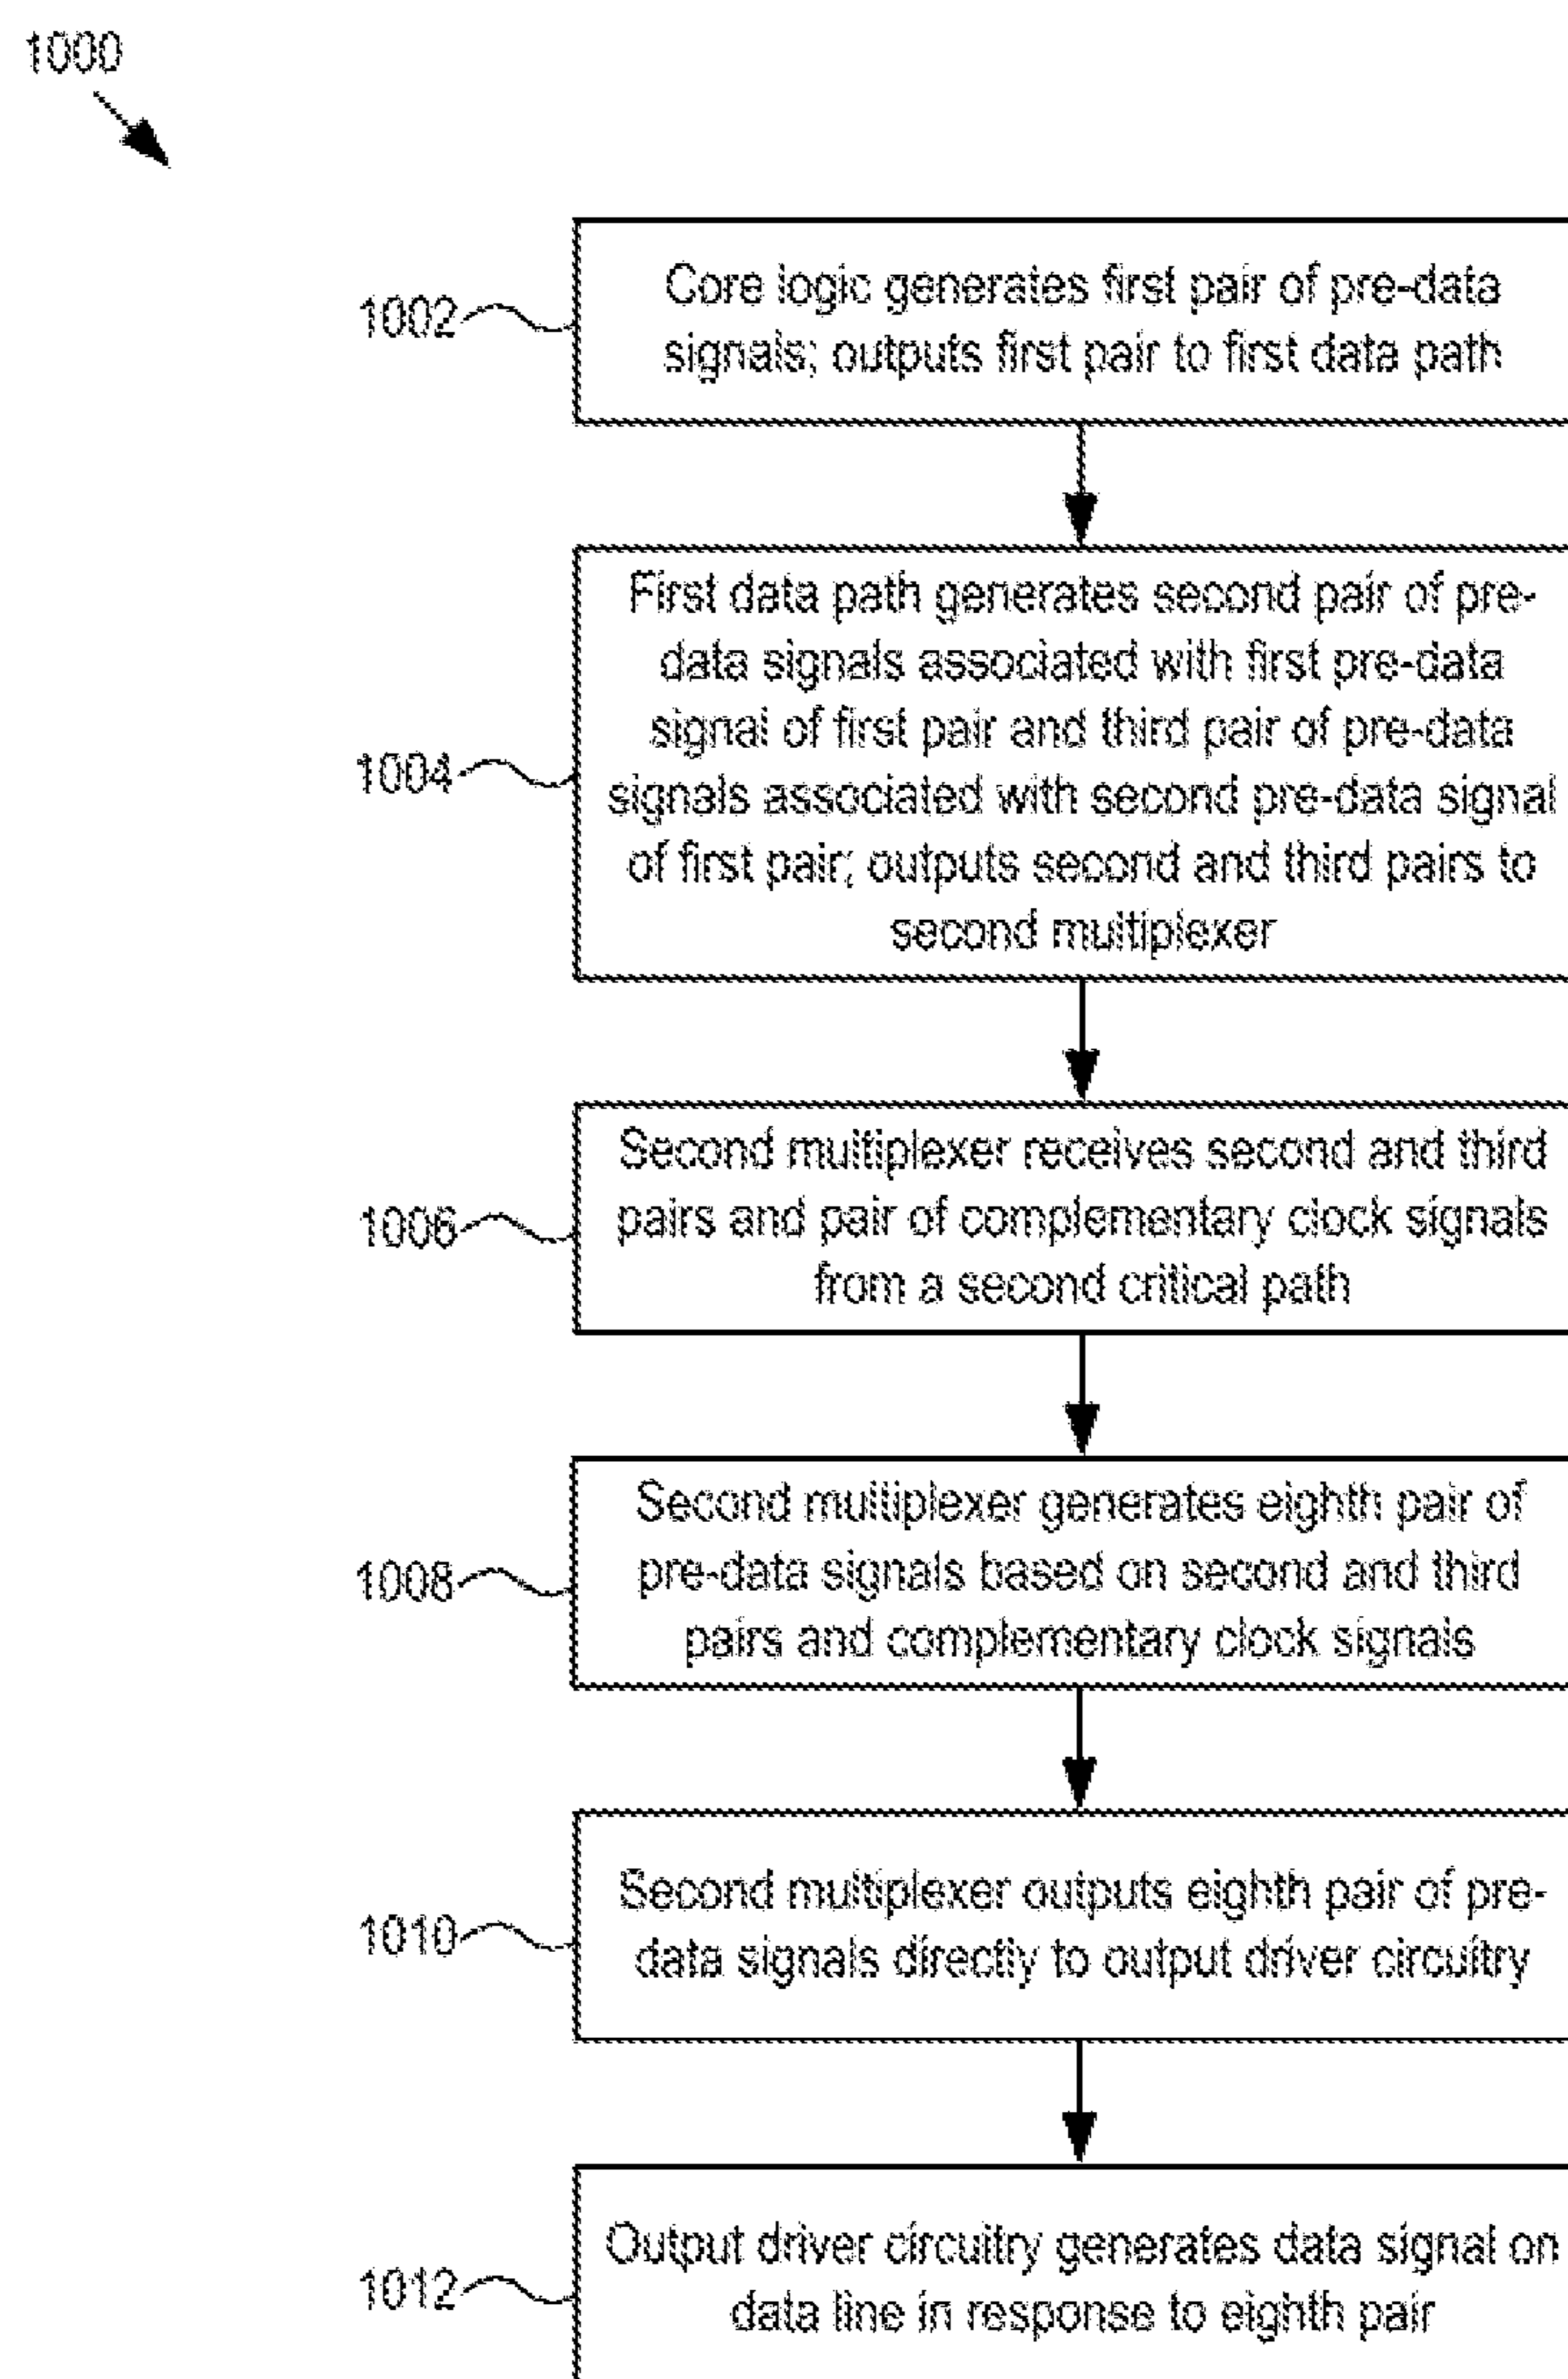 1000
1002
Core logic generates first pair of pre-data
signals; outputs first pair to first data path
1004
First data path generates second pair of pre-
data signals associated with first pre-data
signal of first pair and third pair of pre-data
signals associated with second pre-data signal
of first pair; outputs second and third pairs to
second multiplexer
1006
Second multiplexer receives second and third
pairs and pair of complementary clock signals
from a second critical path
1008
Second multiplexer generates eighth pair of
pre-data signals based on second and third
pairs and complementary clock signals
1010
Second multiplexer outputs eighth pair of pre-
data signals directly to output driver circuitry
1012
Output driver circuitry generates data signal on
data line in response to eighth pair